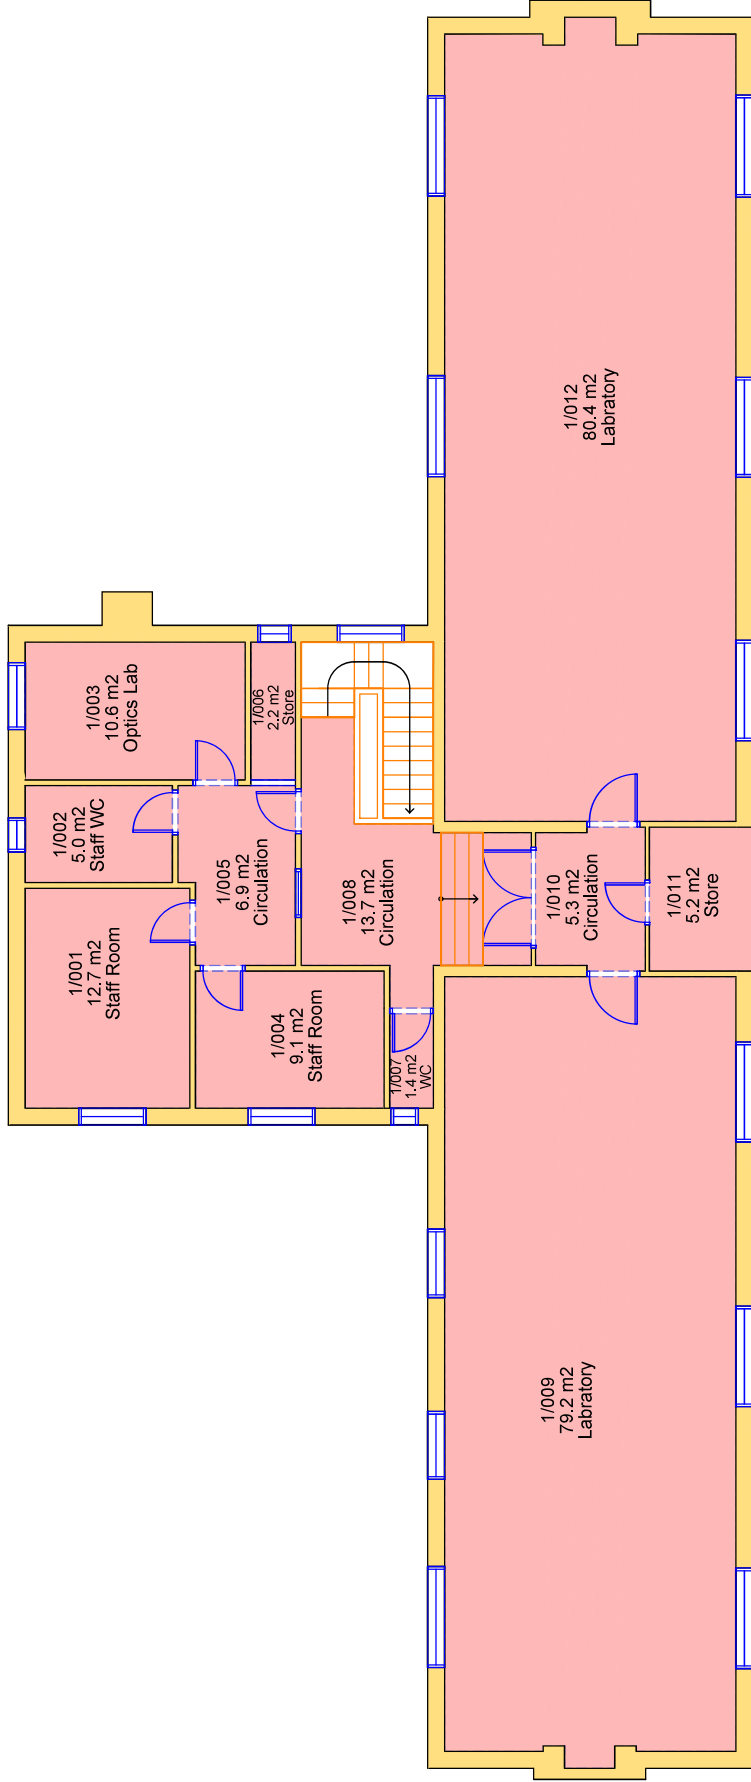 1/001
12.7 m2
Staff Room
1/002
5.0 m2
Staff WC
1/003
10.6 m2
Optics Lab
1/004
9.1 m2
Staff Room
1/005
6.9 m2
Circulation
1/006
2.2 m2
Store
1/007
1.4 m2
WC
1/008
13.7 m2
Circulation
1/009
79.2 m2
Labratory
1/010
5.3 m2
Circulation
1/011
5.2 m2
Store
1/012
80.4 m2
Labratory